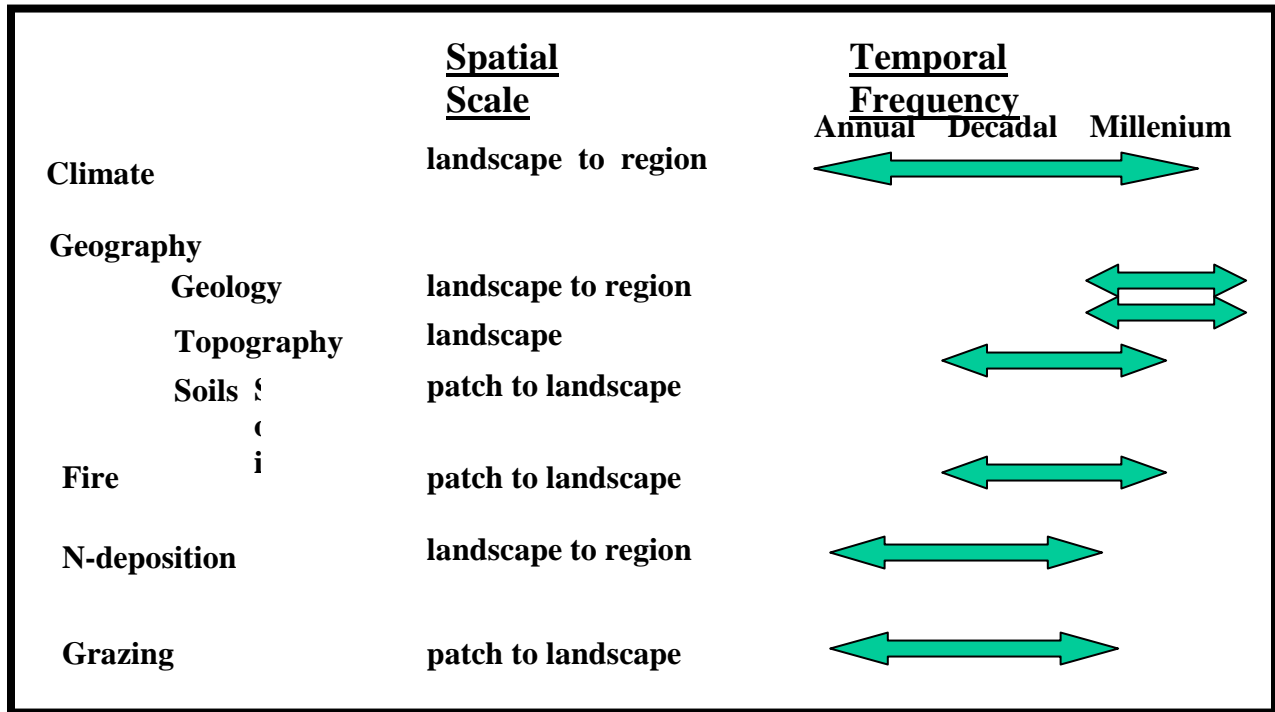 Spatial
Scale
Temporal
Frequency
Annual Decadal Millenium
Climate landscape to region
Geography
Geology landscape to region
Topography landscape
Soils patch to landscape
Fire patch to landscape
N-deposition landscape to region
Grazing patch to landscape